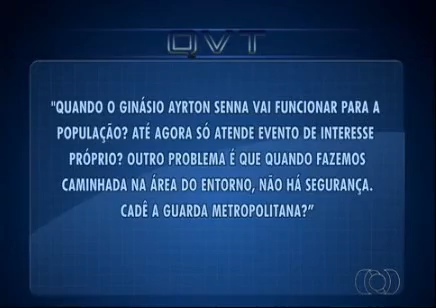 QVT
"QUANDO O GINÁSIO AYRTON SENNA VAI FUNCIONAR PARA A
POPULAÇÃO? ATÉ AGORA SÓ ATENDE EVENTO DE INTERESSE
PRÓPRIO? OUTRO PROBLEMA É QUE QUANDO FAZEMOS
CAMINHADA NA ÁREA DO ENTORNO, NÃO HÁ SEGURANÇA.
CADÊ A GUARDA METROPOLITANA?"